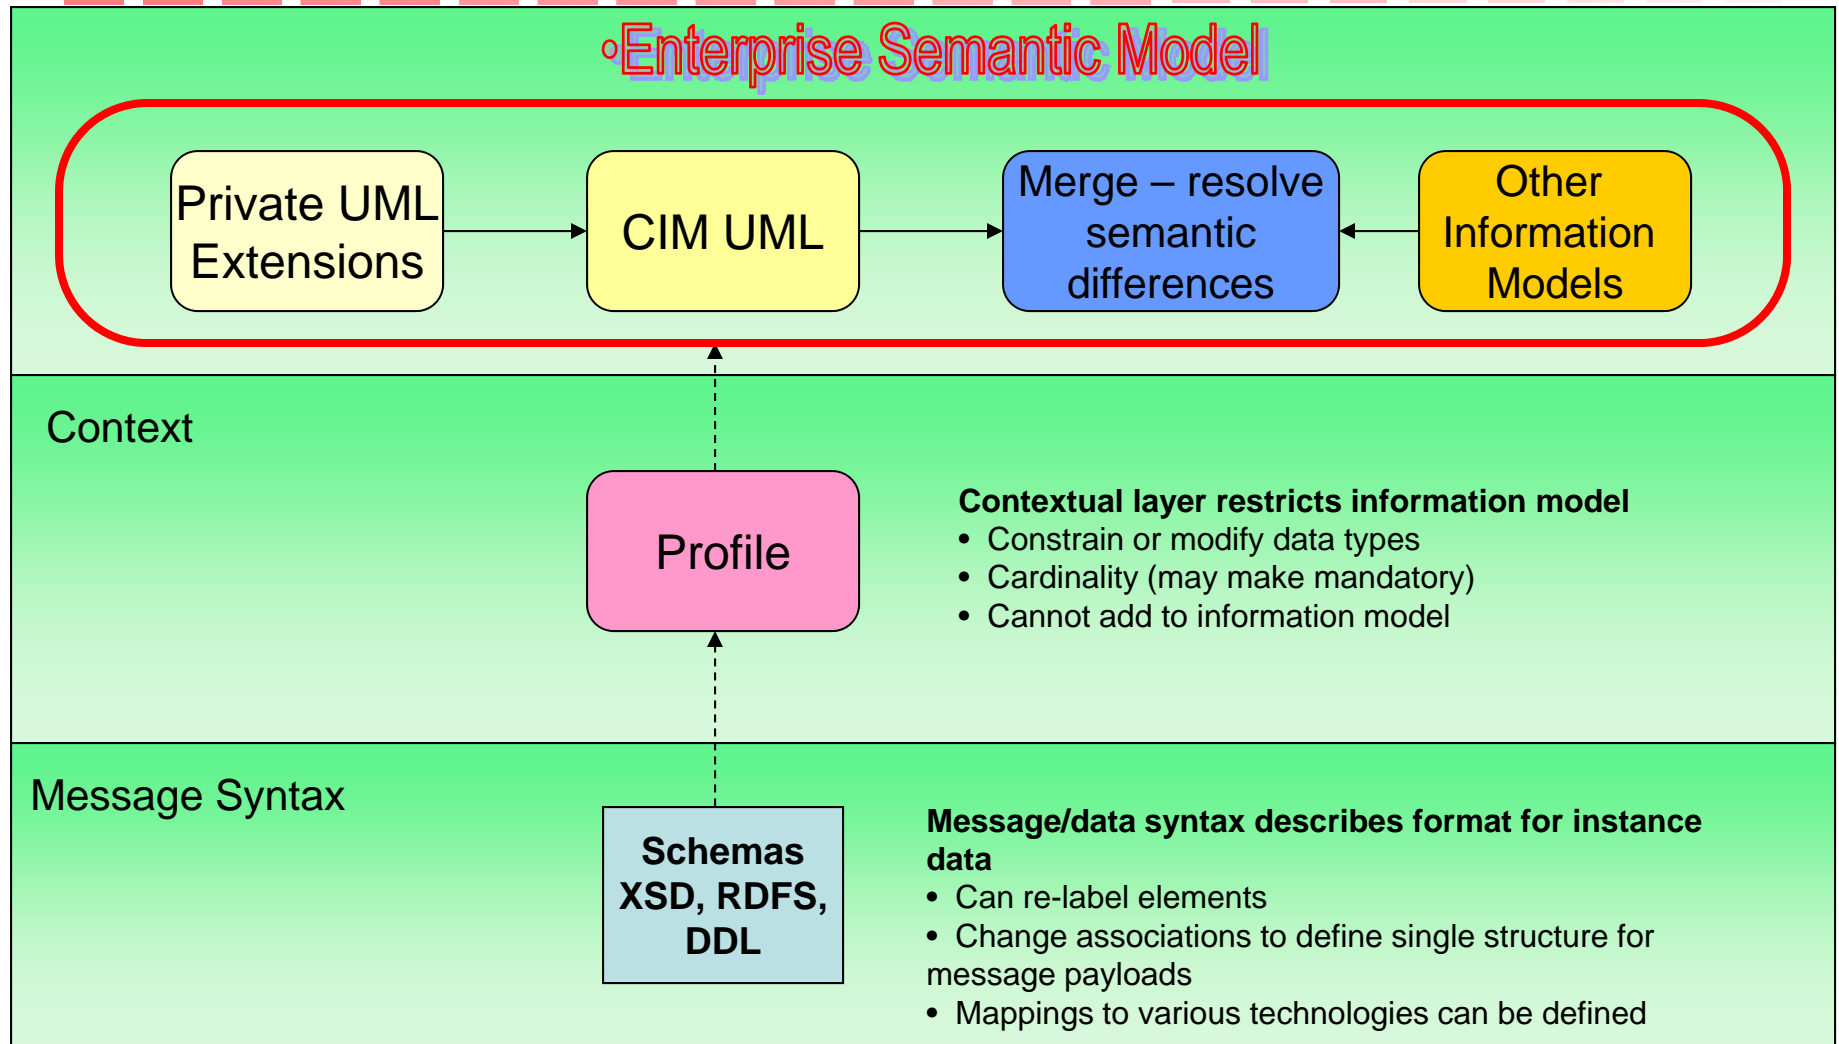 •Enterprise Semantic Model
Private UML
Extensions
CIM UML
Merge – resolve
semantic
differences
Other
Information
Models
Context
Profile
Contextual layer restricts information model
• Constrain or modify data types
• Cardinality (may make mandatory)
• Cannot add to information model
Message Syntax
Schemas
XSD, RDFS,
DDL
Message/data syntax describes format for instance
data
• Can re-label elements
• Change associations to define single structure for
message payloads
• Mappings to various technologies can be defined